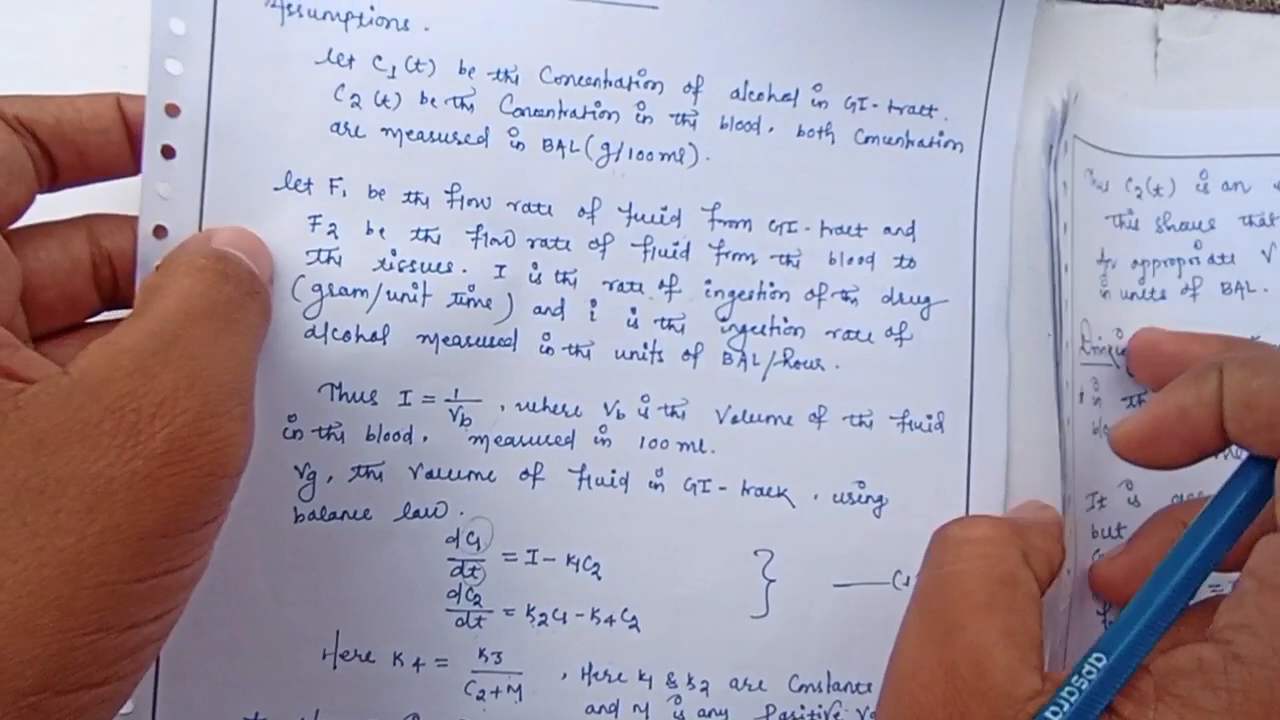 Assumptions.
let C₁(t) be the Concentration of alcohol in GI-tract.
C₂(t) be the Concentration in the blood, both Concentration
are measured in BAL (g/100ml).
let F₁ be the flow rate of fluid from GI-tract and
F₂ be the flow rate of fluid from the blood to
the tissues. I is the rate of ingestion of the drug
(gram/unit time) and i is the ingestion rate of
alcohol measured in the units of BAL/hour.
Thus I = 1/Vb, where Vb is the Volume of the fluid
in the blood, measured in 100 ml.
Vg, the Volume of fluid in GI-track, using
balance law.
dC₁/dt = I - K₁C₂
dC₂/dt = K₂C₁ - K₄C₂
Here K₄ = K₃/(C₂+M), Here K₁ & K₂ are Constants
and M is any Positive
Thus C₂(t) is an
this shows that
for appropriate V
in units of BAL.
in th
It is
but
apsara